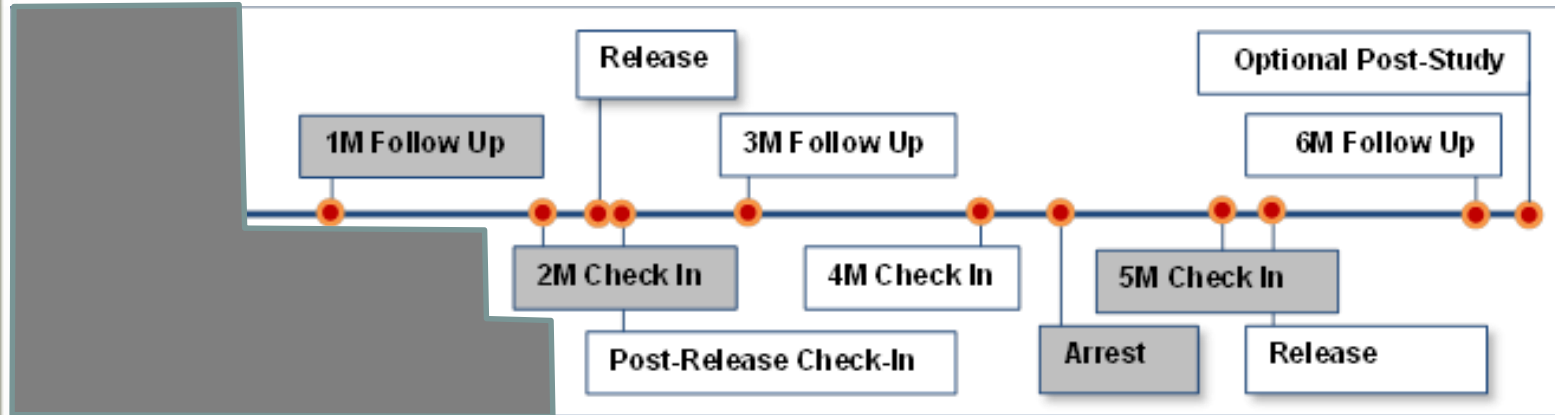 Release
Optional Post-Study
1M Follow Up
3M Follow Up
6M Follow Up
2M Check In
4M Check In
5M Check In
Post-Release Check-In
Arrest
Release